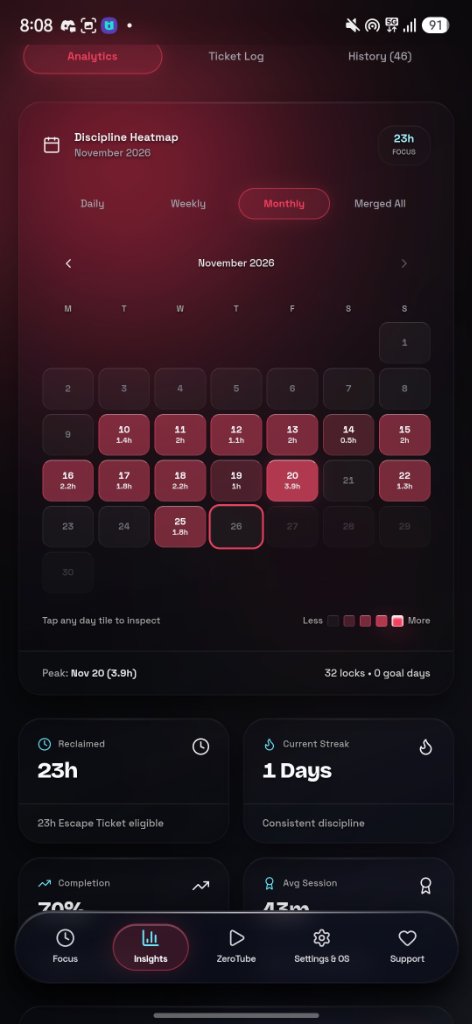 8:08
5G
91
Analytics Ticket Log History (46)
Discipline Heatmap
November 2026
23h
FOCUS
Daily Weekly Monthly Merged All
November 2026
M T W T F S S
1
2 3 4 5 6 7 8
9 10 11 12 13 14 15
1.4h 2h 1.1h 2h 0.5h 2h
16 17 18 19 20 21 22
2.2h 1.9h 2.2h 1h 3.9h 1.3h
23 24 25 26 27 28 29
1.8h
30
Tap any day tile to inspect
Less More
Peak: Nov 20 (3.9h) 32 locks • 0 goal days
Reclaimed
23h
23h Escape Ticket eligible
Current Streak
1 Days
Consistent discipline
Completion
70%
Avg Session
43m
Focus Insights ZeroTube Settings & OS Support